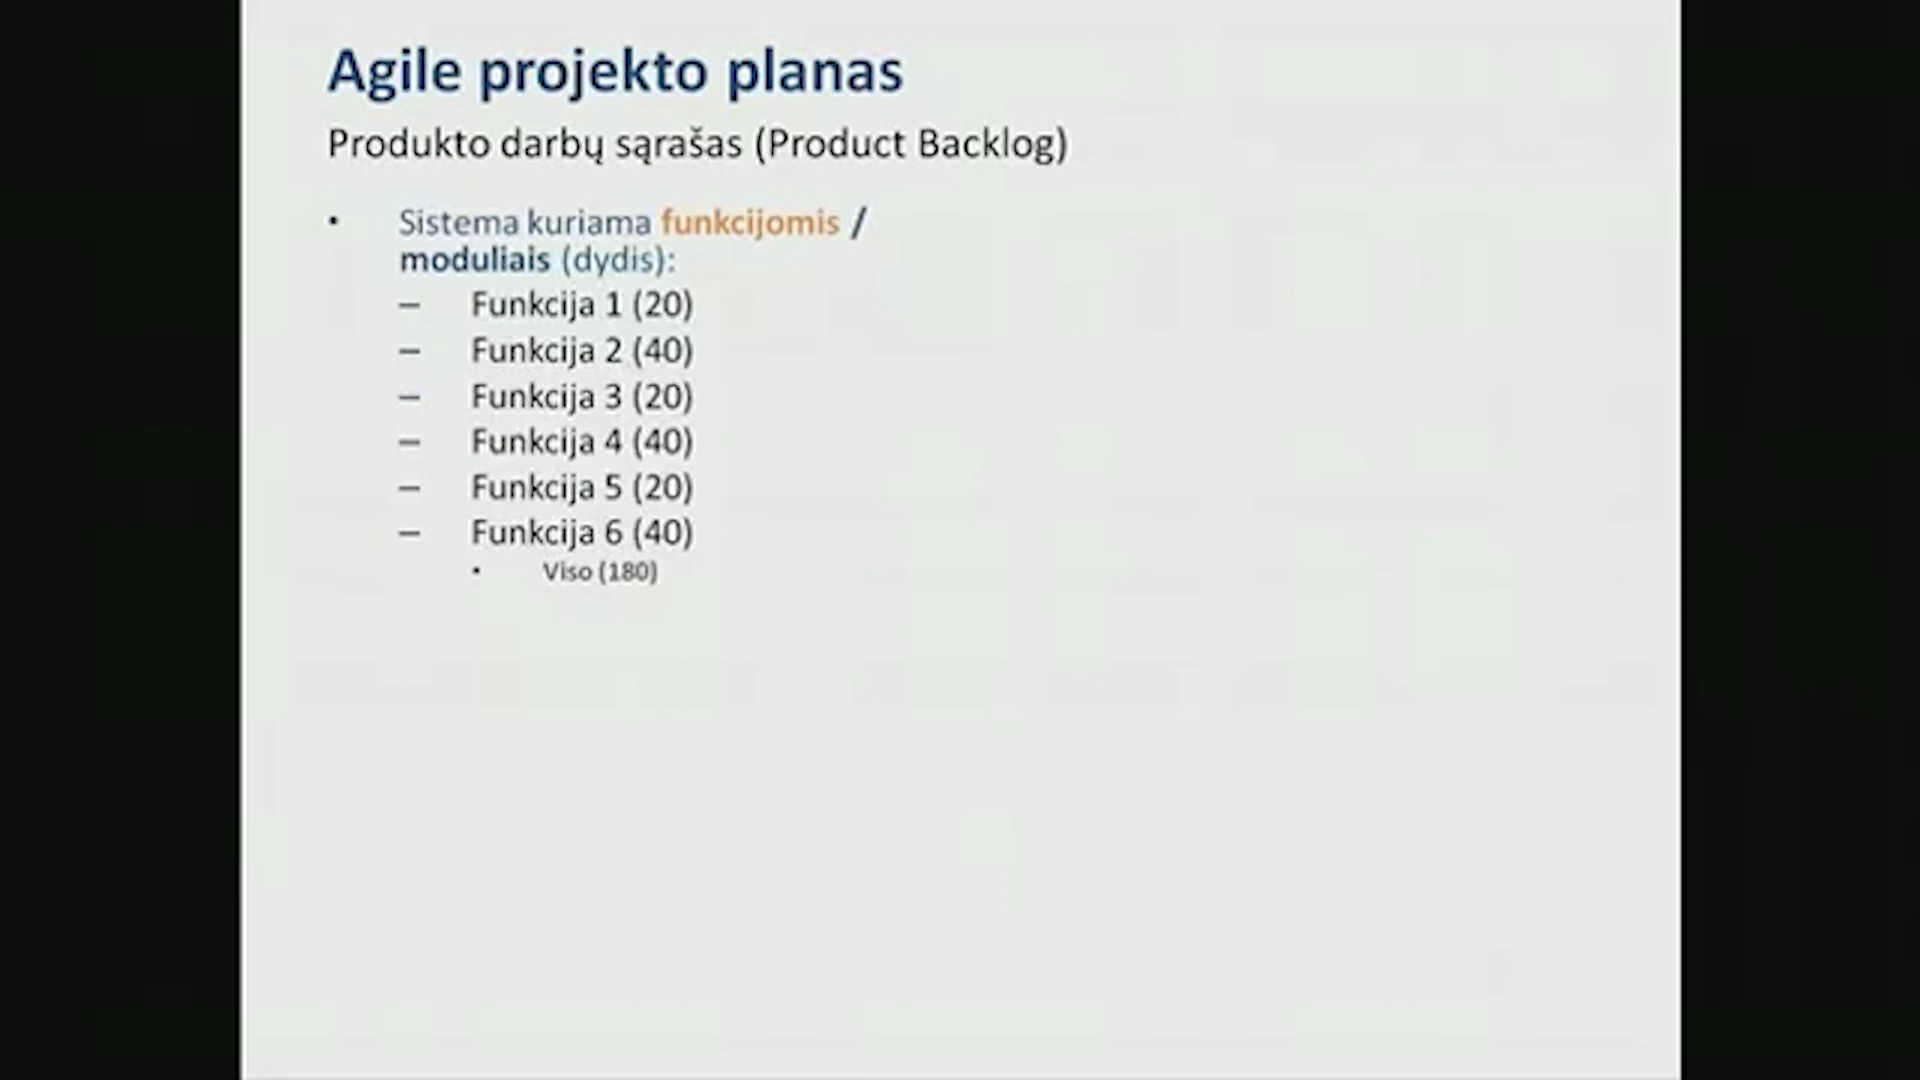 Agile projekto planas
Produkto darbų sąrašas (Product Backlog)
• Sistema kuriama funkcijomis /
moduliais (dydis):
– Funkcija 1 (20)
– Funkcija 2 (40)
– Funkcija 3 (20)
– Funkcija 4 (40)
– Funkcija 5 (20)
– Funkcija 6 (40)
• Viso (180)